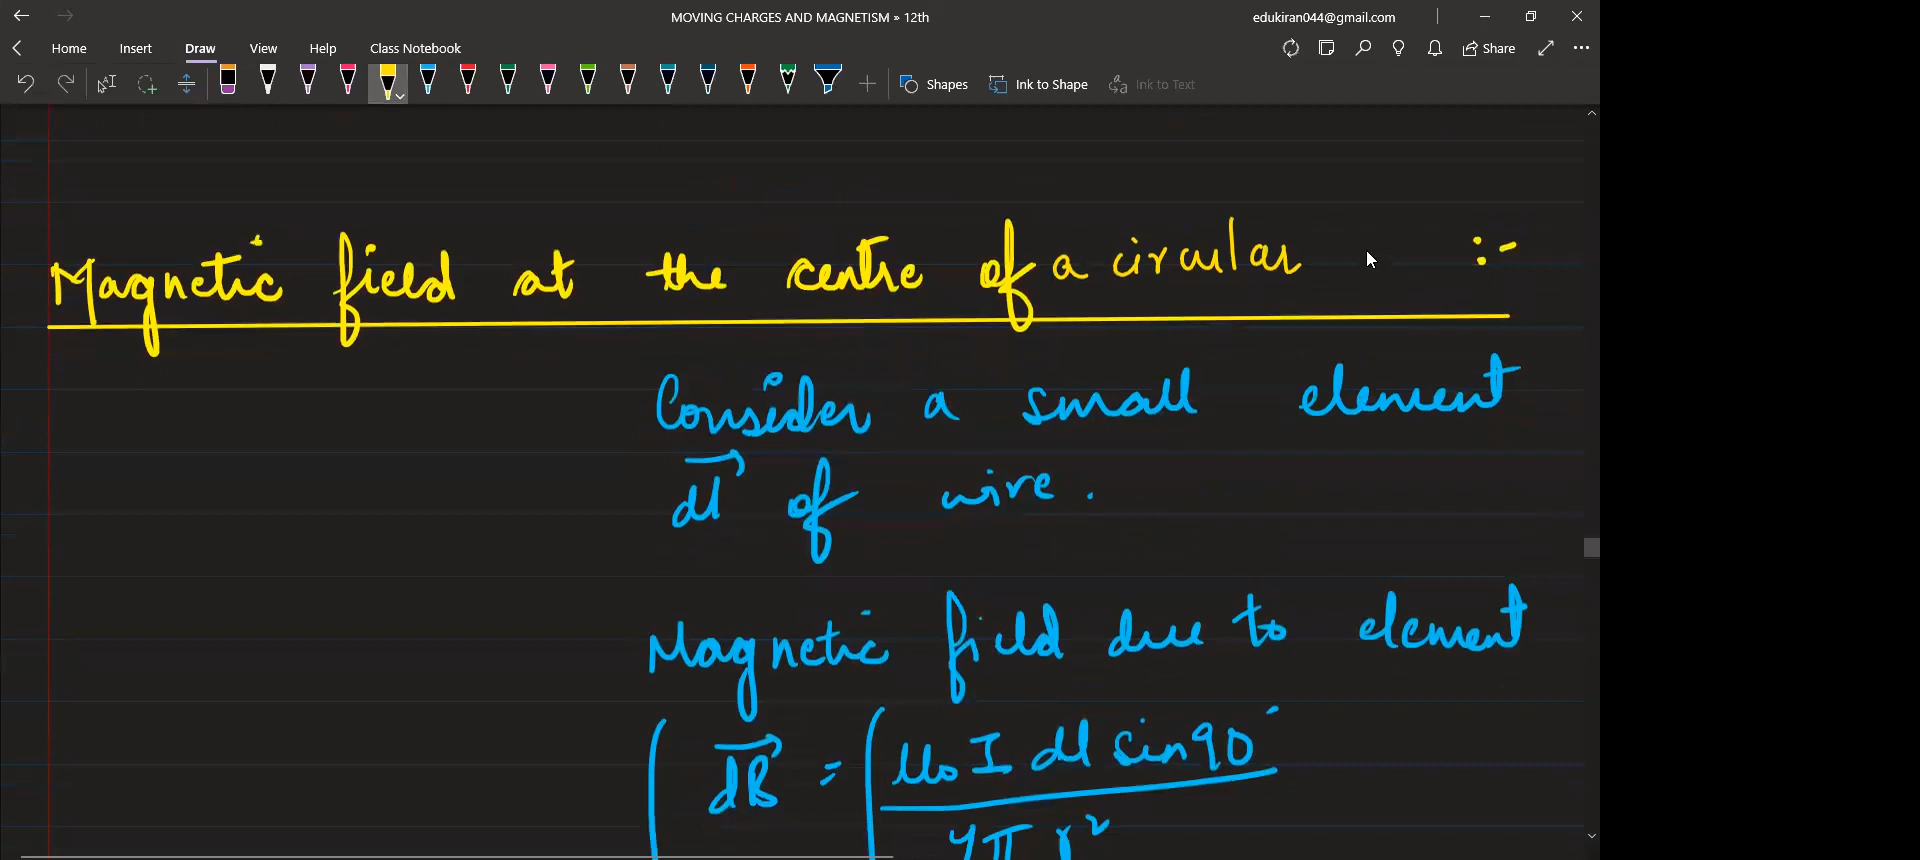 MOVING CHARGES AND MAGNETISM » 12th
edukiran044@gmail.com
Home Insert Draw View Help Class Notebook
Share
Shapes Ink to Shape Ink to Text
Magnetic field at the centre of a circular :-
Consider a small element
dl of wire.
Magnetic field due to element
dB = μ₀ I dl sin 90°
4π r²